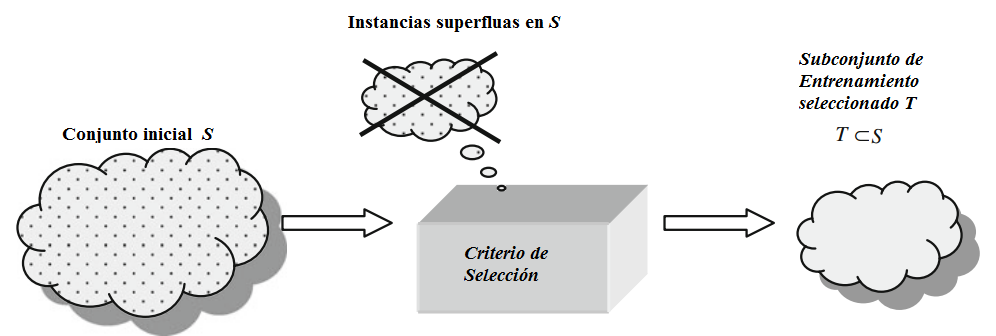 Instancias superfluas en S
Subconjunto de
Entrenamiento
seleccionado T
T ⊂S
Conjunto inicial S
Criterio de
Selección